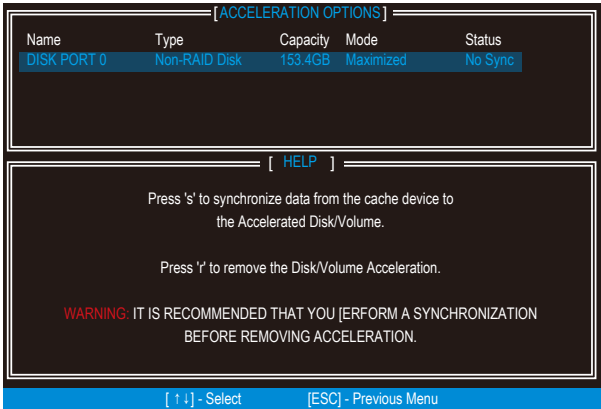 [ACCELERATION OPTIONS]
Name Type Capacity Mode Status
DISK PORT 0 Non-RAID Disk 153.4GB Maximized No Sync
[ HELP ]
Press 's' to synchronize data from the cache device to
the Accelerated Disk/Volume.
Press 'r' to remove the Disk/Volume Acceleration.
WARNING: IT IS RECOMMENDED THAT YOU [ERFORM A SYNCHRONIZATION
BEFORE REMOVING ACCELERATION.
[ ↑↓] - Select [ESC] - Previous Menu